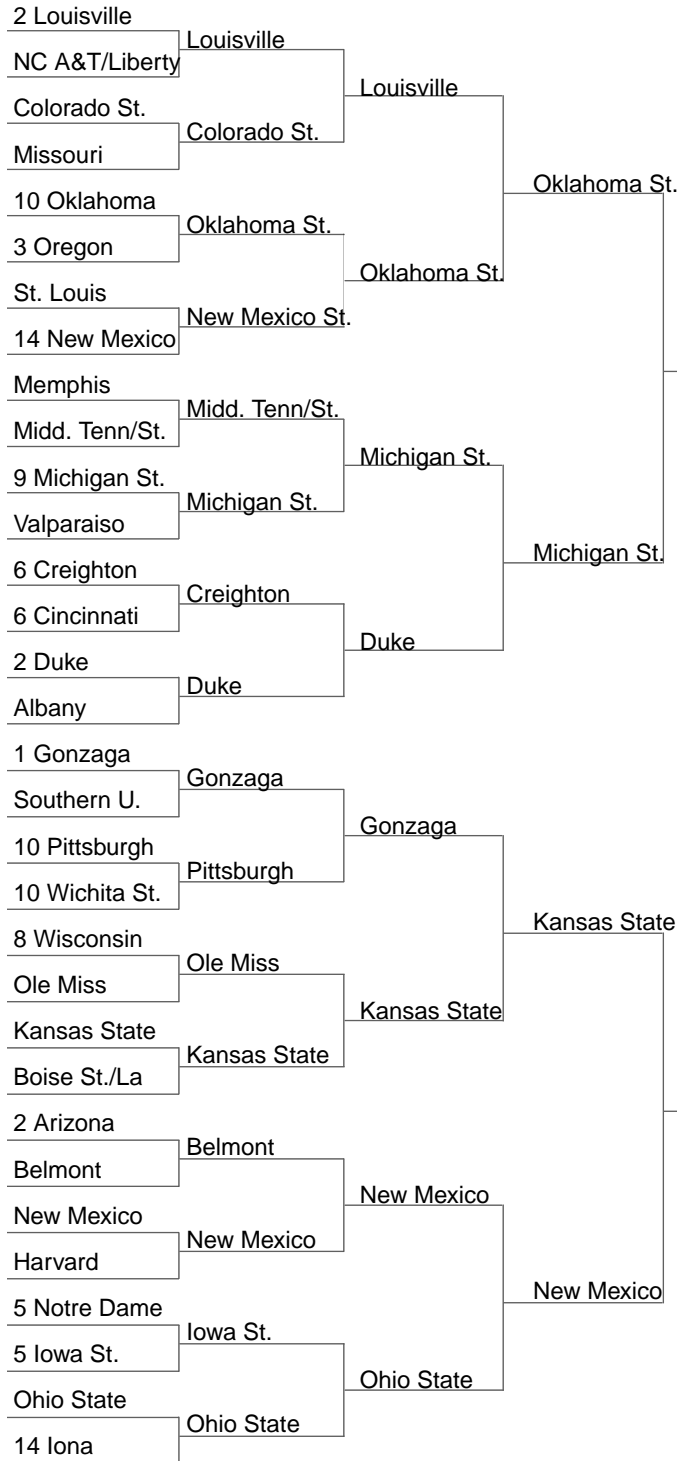 2 Louisville
NC A&T/Liberty
Colorado St.
Missouri
10 Oklahoma
3 Oregon
St. Louis
14 New Mexico
Memphis
Midd. Tenn/St.
9 Michigan St.
Valparaiso
6 Creighton
6 Cincinnati
2 Duke
Albany
1 Gonzaga
Southern U.
10 Pittsburgh
10 Wichita St.
8 Wisconsin
Ole Miss
Kansas State
Boise St./La
2 Arizona
Belmont
New Mexico
Harvard
5 Notre Dame
5 Iowa St.
Ohio State
14 Iona
Louisville
Colorado St.
Oklahoma St.
New Mexico St.
Midd. Tenn/St.
Michigan St.
Creighton
Duke
Gonzaga
Pittsburgh
Ole Miss
Kansas State
Belmont
New Mexico
Iowa St.
Ohio State
Louisville
Oklahoma St.
Michigan St.
Duke
Gonzaga
Kansas State
New Mexico
Ohio State
Oklahoma St.
Michigan St.
Kansas State
New Mexico